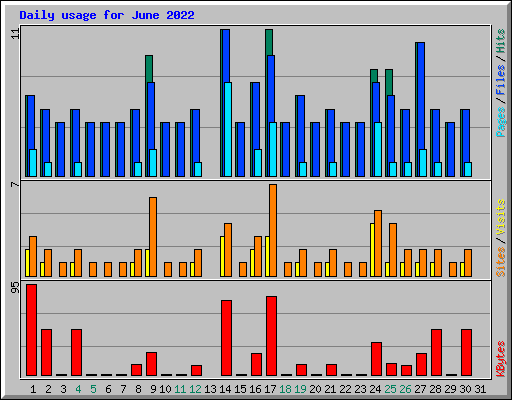 Daily usage for June 2022
11
Pages/Files/Hits
7
Sites/Visits
95
KBytes
1 2 3 4 5 6 7 8 9 10 11 12 13 14 15 16 17 18 19 20 21 22 23 24 25 26 27 28 29 30 31